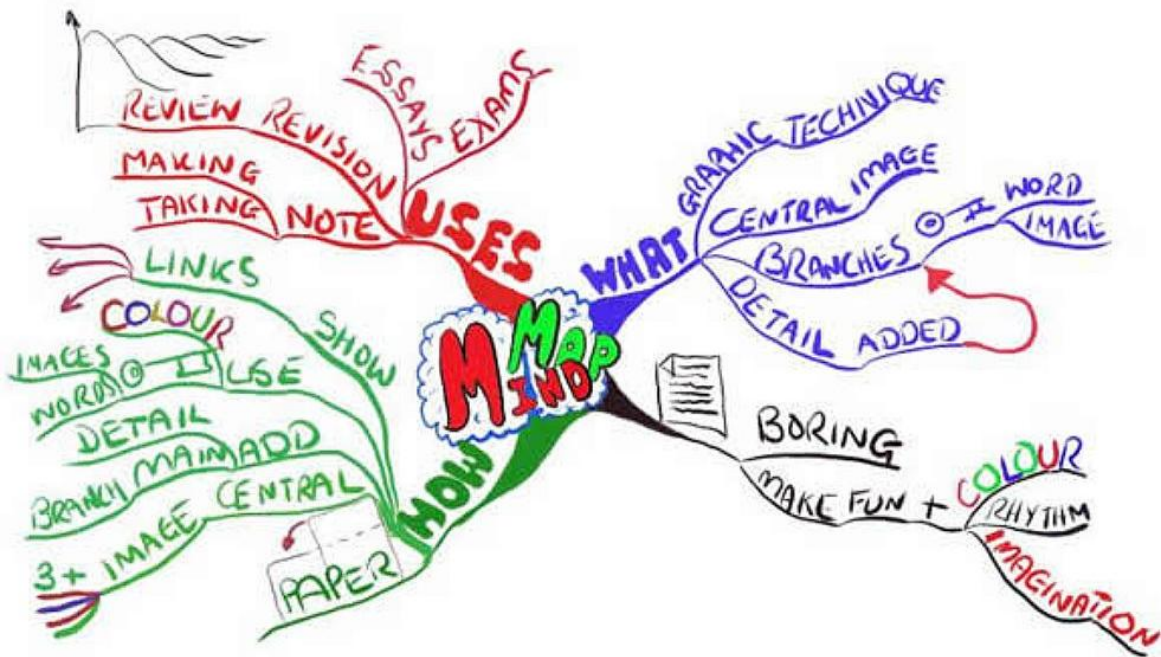 MIND MAP
WHAT
GRAPHIC TECHNIQUE
CENTRAL IMAGE
BRANCHES
WORD
IMAGE
DETAIL ADDED
BORING
MAKE FUN +
COLOUR
RHYTHM
IMAGINATION
HOW
PAPER
CENTRAL IMAGE
3+
ADD
MAIN BRANCH
DETAIL
USE
WORDS
IMAGES
COLOUR
SHOW LINKS
USES
NOTE
TAKING
MAKING
REVISION REVIEW
ESSAYS
EXAMS